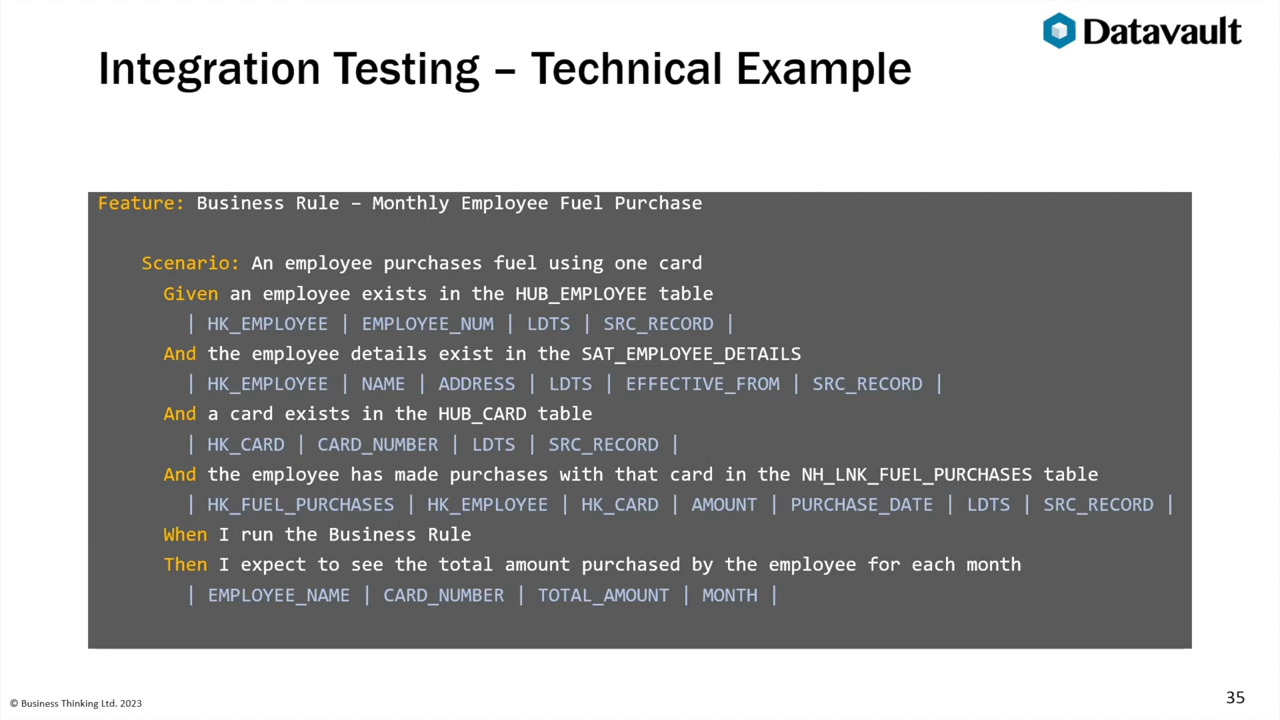 Datavault
Integration Testing – Technical Example
Feature: Business Rule – Monthly Employee Fuel Purchase
Scenario: An employee purchases fuel using one card
Given an employee exists in the HUB_EMPLOYEE table
| HK_EMPLOYEE | EMPLOYEE_NUM | LDTS | SRC_RECORD |
And the employee details exist in the SAT_EMPLOYEE_DETAILS
| HK_EMPLOYEE | NAME | ADDRESS | LDTS | EFFECTIVE_FROM | SRC_RECORD |
And a card exists in the HUB_CARD table
| HK_CARD | CARD_NUMBER | LDTS | SRC_RECORD |
And the employee has made purchases with that card in the NH_LNK_FUEL_PURCHASES table
| HK_FUEL_PURCHASES | HK_EMPLOYEE | HK_CARD | AMOUNT | PURCHASE_DATE | LDTS | SRC_RECORD |
When I run the Business Rule
Then I expect to see the total amount purchased by the employee for each month
| EMPLOYEE_NAME | CARD_NUMBER | TOTAL_AMOUNT | MONTH |
© Business Thinking Ltd. 2023
35